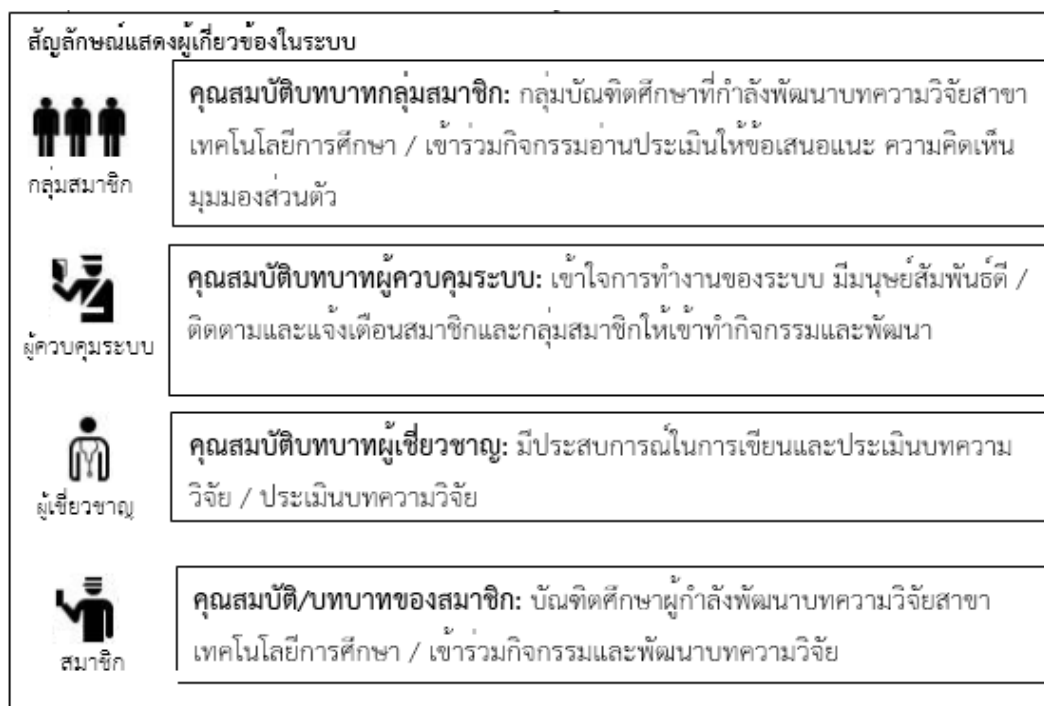 สัญลักษณ์แสดงผู้เกี่ยวข้องในระบบ
คุณสมบัติบทบาทกลุ่มสมาชิก: กลุ่มบัณฑิตศึกษาที่กำลังพัฒนาบทความวิจัยสาขา
เทคโนโลยีการศึกษา / เข้าร่วมกิจกรรมอ่านประเมินให้ข้อเสนอแนะ ความคิดเห็น
มุมมองส่วนตัว
กลุ่มสมาชิก
คุณสมบัติบทบาทผู้ควบคุมระบบ: เข้าใจการทำงานของระบบ มีมนุษย์สัมพันธ์ดี /
ติดตามและแจ้งเตือนสมาชิกและกลุ่มสมาชิกให้เข้าทำกิจกรรมและพัฒนา
ผู้ควบคุมระบบ
คุณสมบัติบทบาทผู้เชี่ยวชาญ: มีประสบการณ์ในการเขียนและประเมินบทความ
วิจัย / ประเมินบทความวิจัย
ผู้เชี่ยวชาญ
คุณสมบัติ/บทบาทของสมาชิก: บัณฑิตศึกษาผู้กำลังพัฒนาบทความวิจัยสาขา
เทคโนโลยีการศึกษา / เข้าร่วมกิจกรรมและพัฒนาบทความวิจัย
สมาชิก